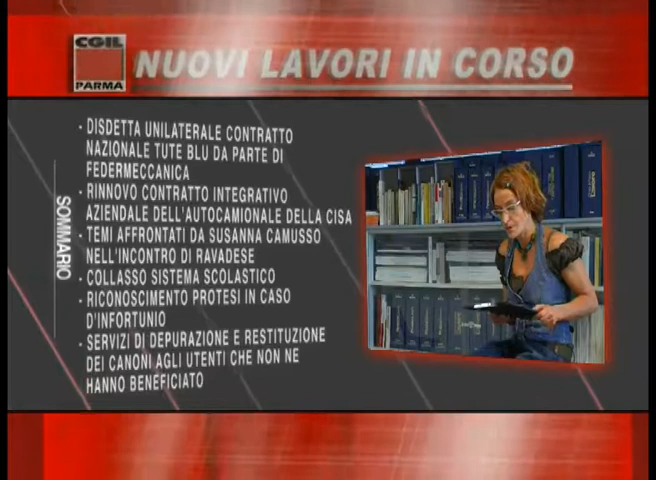 CGIL
PARMA
NUOVI LAVORI IN CORSO
SOMMARIO
- DISDETTA UNILATERALE CONTRATTO
NAZIONALE TUTE BLU DA PARTE DI
FEDERMECCANICA
- RINNOVO CONTRATTO INTEGRATIVO
AZIENDALE DELL'AUTOCAMIONALE DELLA CISA
- TEMI AFFRONTATI DA SUSANNA CAMUSSO
NELL'INCONTRO DI RAVADESE
- COLLASSO SISTEMA SCOLASTICO
- RICONOSCIMENTO PROTESI IN CASO
D'INFORTUNIO
- SERVIZI DI DEPURAZIONE E RESTITUZIONE
DEI CANONI AGLI UTENTI CHE NON NE
HANNO BENEFICIATO